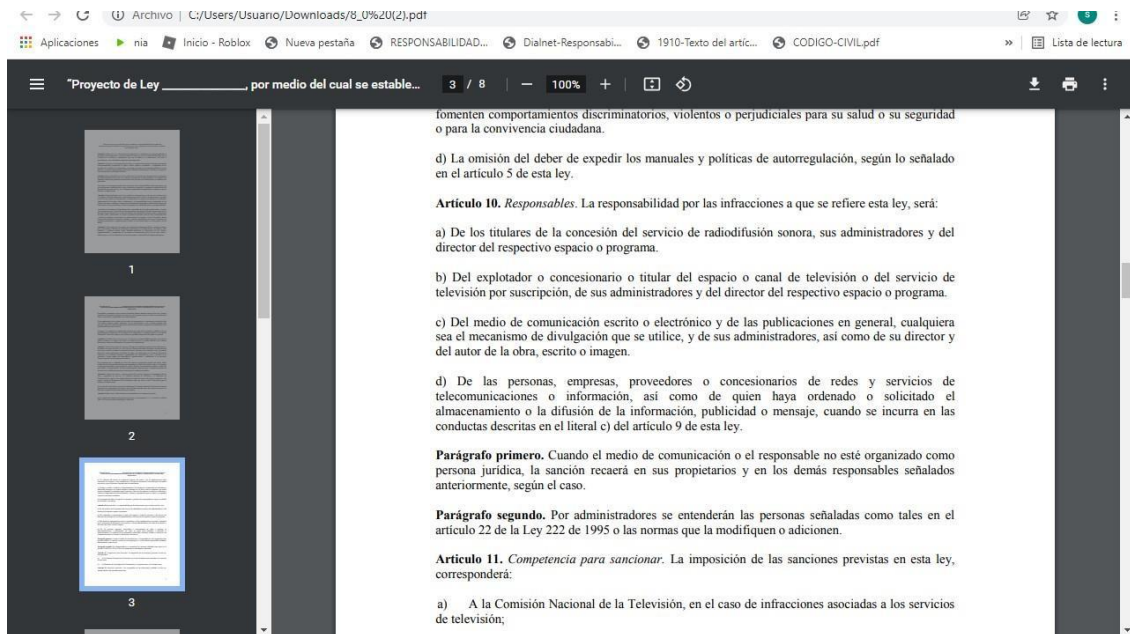 Archivo | C:/Users/Usuario/Downloads/8_0%20(2).pdf
S
Aplicaciones nia Inicio - Roblox Nueva pestaña RESPONSABILIDAD... Dialnet-Responsabi... 1910-Texto del artíc... CODIGO-CIVIL.pdf » Lista de lectura
"Proyecto de Ley ____________, por medio del cual se estable... 3 / 8 | − 100% + |
fomenten comportamientos discriminatorios, violentos o perjudiciales para su salud o su seguridad
o para la convivencia ciudadana.
d) La omisión del deber de expedir los manuales y políticas de autorregulación, según lo señalado
en el artículo 5 de esta ley.
Artículo 10. Responsables. La responsabilidad por las infracciones a que se refiere esta ley, será:
a) De los titulares de la concesión del servicio de radiodifusión sonora, sus administradores y del
director del respectivo espacio o programa.
b) Del explotador o concesionario o titular del espacio o canal de televisión o del servicio de
televisión por suscripción, de sus administradores y del director del respectivo espacio o programa.
c) Del medio de comunicación escrito o electrónico y de las publicaciones en general, cualquiera
sea el mecanismo de divulgación que se utilice, y de sus administradores, así como de su director y
del autor de la obra, escrito o imagen.
d) De las personas, empresas, proveedores o concesionarios de redes y servicios de
telecomunicaciones o información, así como de quien haya ordenado o solicitado el
almacenamiento o la difusión de la información, publicidad o mensaje, cuando se incurra en las
conductas descritas en el literal c) del artículo 9 de esta ley.
Parágrafo primero. Cuando el medio de comunicación o el responsable no esté organizado como
persona jurídica, la sanción recaerá en sus propietarios y en los demás responsables señalados
anteriormente, según el caso.
Parágrafo segundo. Por administradores se entenderán las personas señaladas como tales en el
artículo 22 de la Ley 222 de 1995 o las normas que la modifiquen o adicionen.
Artículo 11. Competencia para sancionar. La imposición de las sanciones previstas en esta ley,
corresponderá:
a) A la Comisión Nacional de la Televisión, en el caso de infracciones asociadas a los servicios
de televisión;
1
2
3